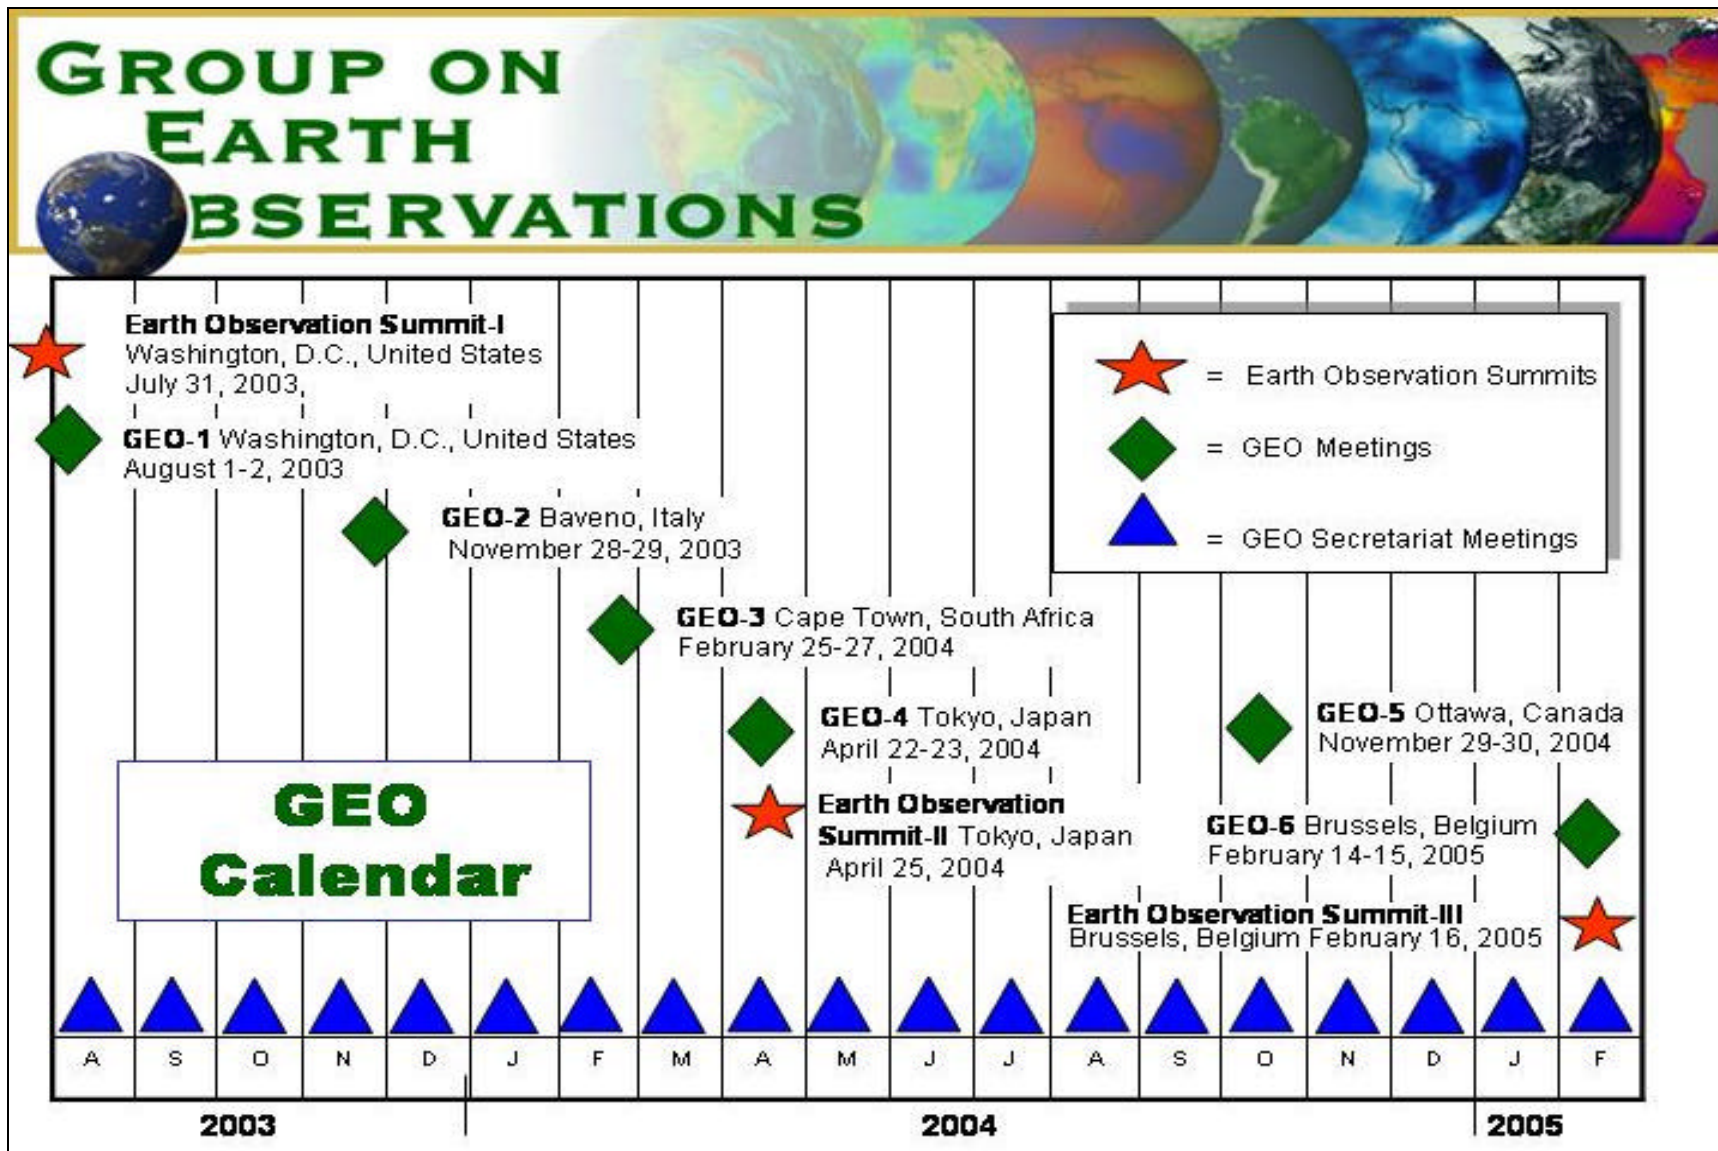 GROUP ON
EARTH
OBSERVATIONS
Earth Observation Summit-I
Washington, D.C., United States
July 31, 2003,
GEO-1 Washington, D.C., United States
August 1-2, 2003
GEO-2 Baveno, Italy
November 28-29, 2003
GEO-3 Cape Town, South Africa
February 25-27, 2004
GEO-4 Tokyo, Japan
April 22-23, 2004
Earth Observation
Summit-II Tokyo, Japan
April 25, 2004
= Earth Observation Summits
= GEO Meetings
= GEO Secretariat Meetings
GEO-5 Ottawa, Canada
November 29-30, 2004
GEO-6 Brussels, Belgium
February 14-15, 2005
Earth Observation Summit-III
Brussels, Belgium February 16, 2005
GEO
Calendar
A S O N D J F M A M J J A S O N D J F
2003 2004 2005